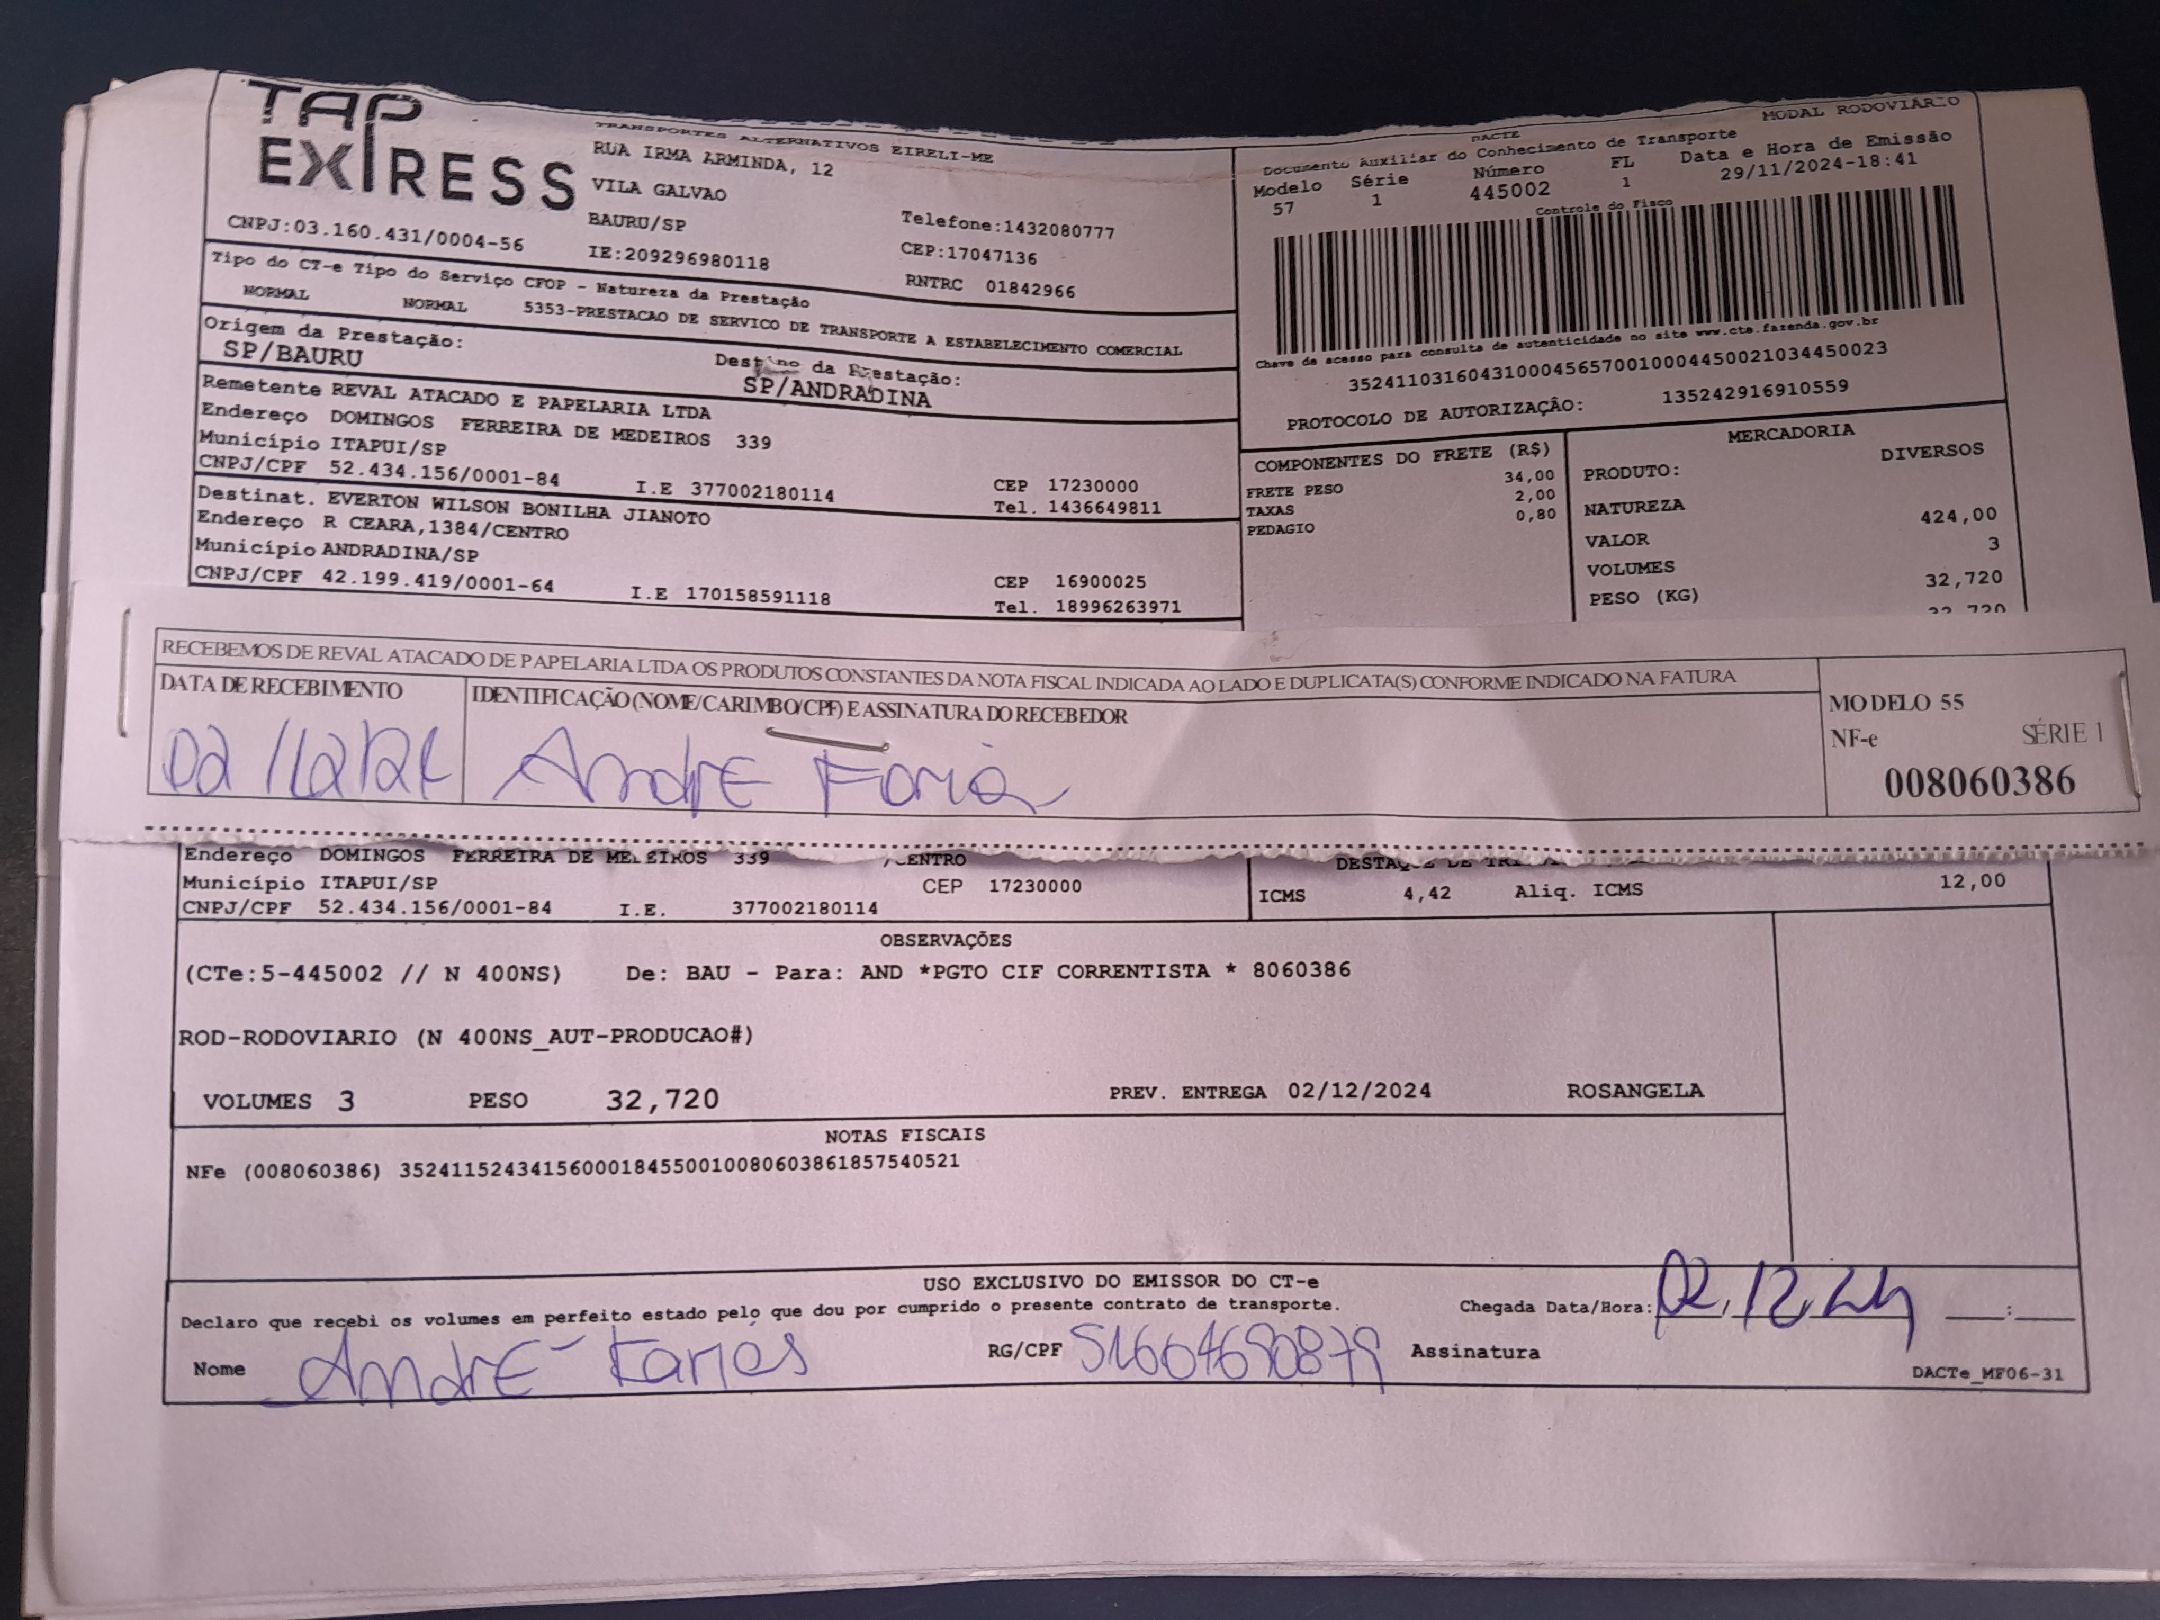 TAP
EXPRESS
TRANSPORTES ALTERNATIVOS EIRELI-ME
RUA IRMA ARMINDA, 12
VILA GALVAO
BAURU/SP Telefone:1432080777
CNPJ:03.160.431/0004-56 IE:209296980118 CEP:17047136
RNTRC 01842966
Tipo do CT-e Tipo do Serviço CFOP - Natureza da Prestação
NORMAL NORMAL 5353-PRESTACAO DE SERVICO DE TRANSPORTE A ESTABELECIMENTO COMERCIAL
Origem da Prestação: Destino da Prestação:
SP/BAURU SP/ANDRADINA
Remetente REVAL ATACADO E PAPELARIA LTDA
Endereço DOMINGOS FERREIRA DE MEDEIROS 339
Município ITAPUI/SP CEP 17230000
CNPJ/CPF 52.434.156/0001-84 I.E 377002180114 Tel. 1436649811
Destinat. EVERTON WILSON BONILHA JIANOTO
Endereço R CEARA,1384/CENTRO
Município ANDRADINA/SP CEP 16900025
CNPJ/CPF 42.199.419/0001-64 I.E 170158591118 Tel. 18996263971
DACTE MODAL RODOVIARIO
Documento Auxiliar do Conhecimento de Transporte
Modelo Série Número FL Data e Hora de Emissão
57 1 445002 1 29/11/2024-18:41
Controle do Fisco
Chave de acesso para consulta de autenticidade no site www.cte.fazenda.gov.br
35241103160431000456570010004450021034450023
PROTOCOLO DE AUTORIZAÇÂO: 135242916910559
COMPONENTES DO FRETE (R$)
FRETE PESO 34,00
TAXAS 2,00
PEDAGIO 0,80
MERCADORIA
PRODUTO: DIVERSOS
NATUREZA
VALOR 424,00
VOLUMES 3
PESO (KG) 32,720
32,720
RECEBEMOS DE REVAL ATACADO DE PAPELARIA LTDA OS PRODUTOS CONSTANTES DA NOTA FISCAL INDICADA AO LADO E DUPLICATA(S) CONFORME INDICADO NA FATURA
DATA DE RECEBIMENTO IDENTIFICAÇÃO (NOME/CARIMBO/CPF) E ASSINATURA DO RECEBEDOR
02/12/24 André Faria
MODELO 55
NF-e SÉRIE 1
008060386
Endereço DOMINGOS FERREIRA DE MEDEIROS 339 /CENTRO
Município ITAPUI/SP CEP 17230000
CNPJ/CPF 52.434.156/0001-84 I.E. 377002180114
DESTAQUE DE
ICMS 4,42 Aliq. ICMS 12,00
OBSERVAÇÕES
(CTe:5-445002 // N 400NS) De: BAU - Para: AND *PGTO CIF CORRENTISTA * 8060386
ROD-RODOVIARIO (N 400NS_AUT-PRODUCAO#)
VOLUMES 3 PESO 32,720 PREV. ENTREGA 02/12/2024 ROSANGELA
NOTAS FISCAIS
NFe (008060386) 35241152434156000184550010080603861857540521
USO EXCLUSIVO DO EMISSOR DO CT-e
Declaro que recebi os volumes em perfeito estado pelo que dou por cumprido o presente contrato de transporte. Chegada Data/Hora: 02/12/24 :
Nome André Farias RG/CPF Assinatura
DACTe_MF06-31